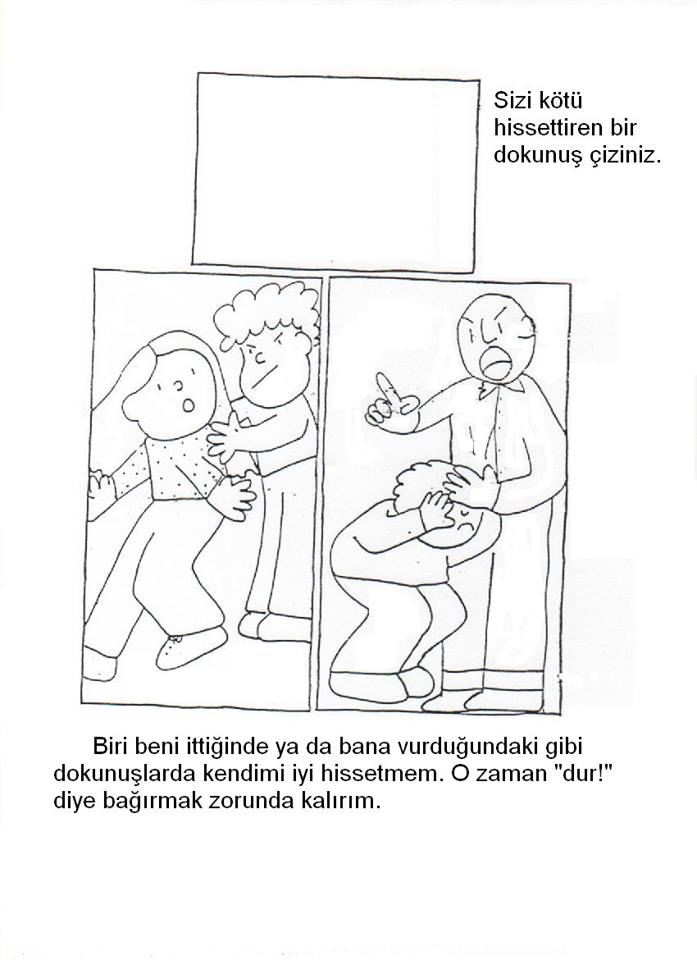 Sizi kötü
hissettiren bir
dokunuş çiziniz.
Biri beni ittiğinde ya da bana vurduğundaki gibi
dokunuşlarda kendimi iyi hissetmem. O zaman "dur!"
diye bağırmak zorunda kalırım.